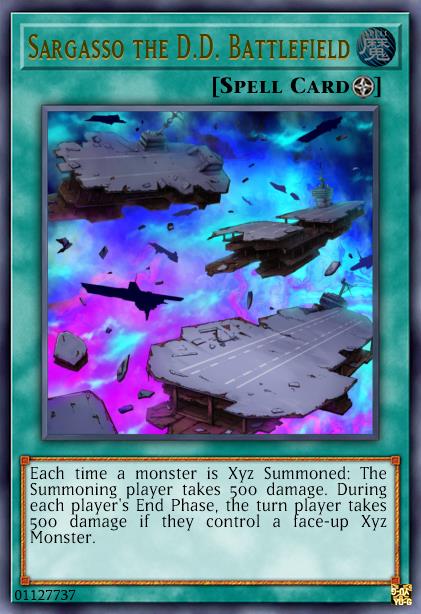 SARGASSO THE D.D. BATTLEFIELD
SPELL
魔
[SPELL CARD]
Each time a monster is Xyz Summoned: The
Summoning player takes 500 damage. During
each player's End Phase, the turn player takes
500 damage if they control a face-up Xyz
Monster.
01127737